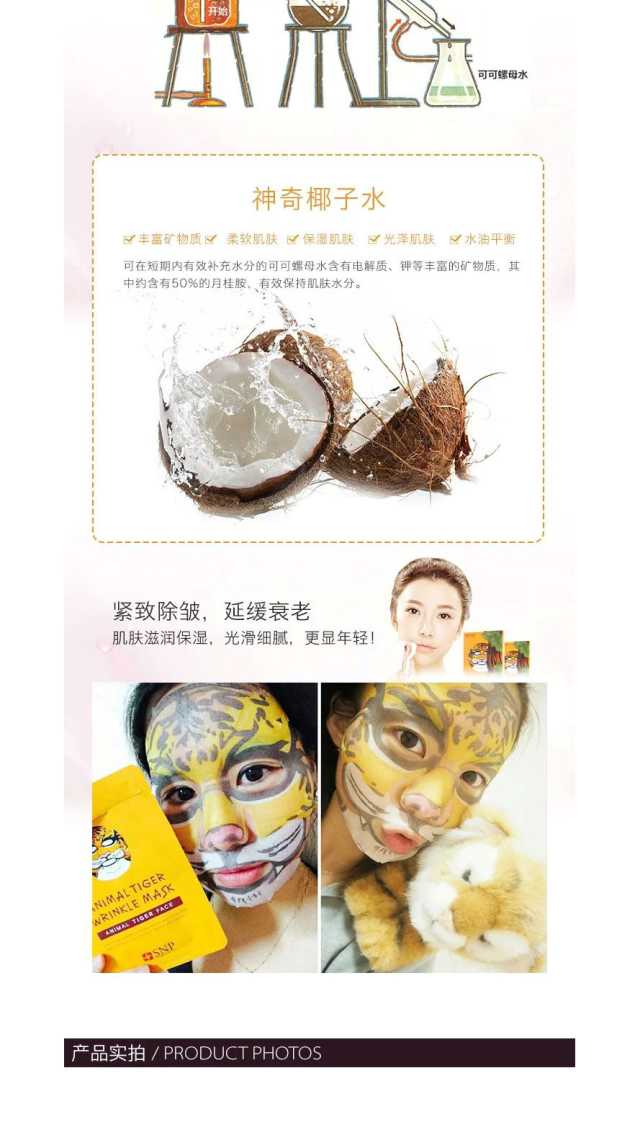 开始
可可螺母水
神奇椰子水
丰富矿物质 柔软肌肤 保湿肌肤 光泽肌肤 水油平衡
可在短期内有效补充水分的可可螺母水含有电解质、钾等丰富的矿物质，其
中约含有50%的月桂胺、有效保持肌肤水分。
紧致除皱，延缓衰老
肌肤滋润保湿，光滑细腻，更显年轻！
ANIMAL TIGER
WRINKLE MASK
ANIMAL TIGER FACE
SNP
产品实拍 / PRODUCT PHOTOS